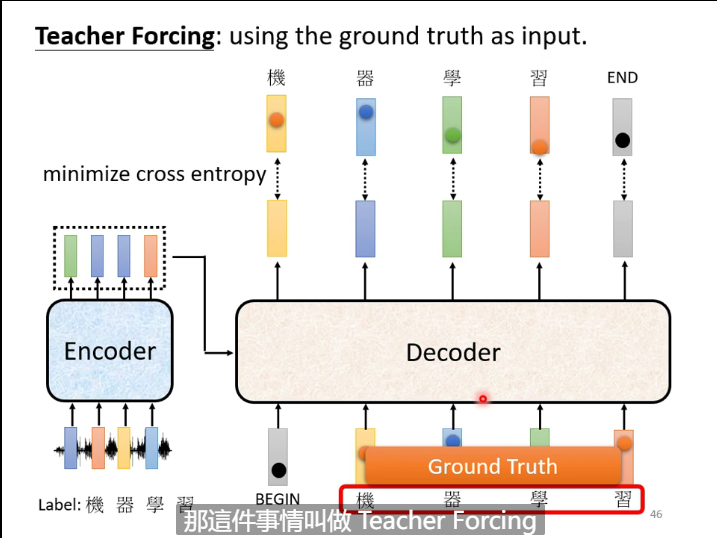 Teacher Forcing: using the ground truth as input.
機 器 學 習 END
minimize cross entropy
Encoder
Decoder
Ground Truth
Label: 機 器 學 習
BEGIN 機 器 學 習
那這件事情叫做 Teacher Forcing
46